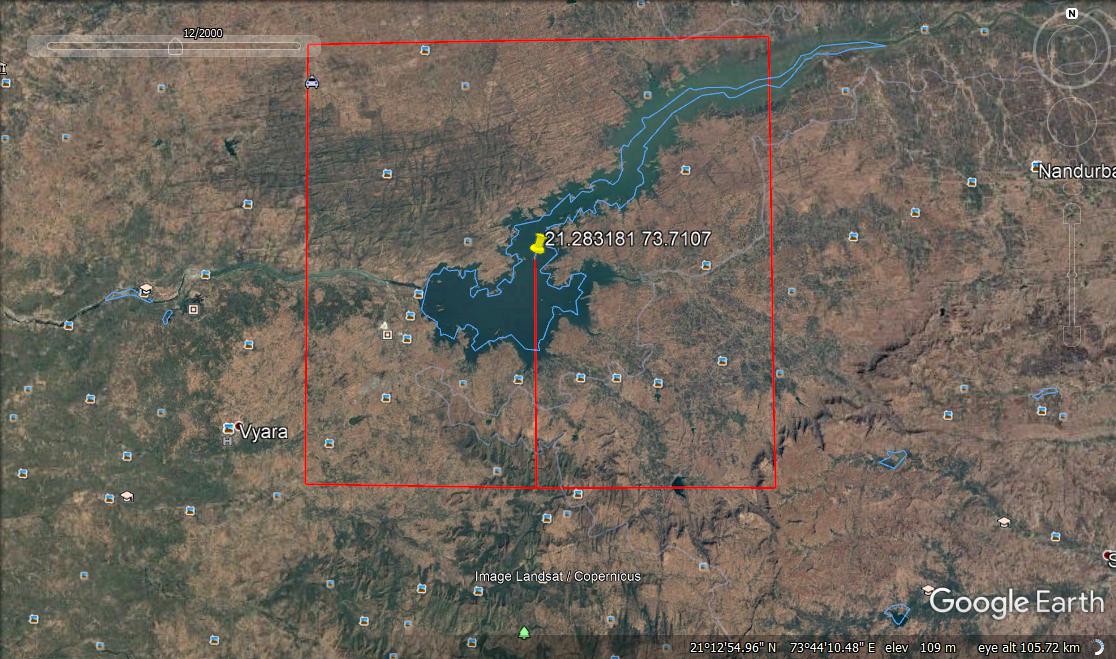 12/2000
N
Nandurba
21.283181 73.7107
Vyara
H
S
Image Landsat / Copernicus
Google Earth
21°12'54.96" N 73°44'10.48" E elev 109 m eye alt 105.72 km